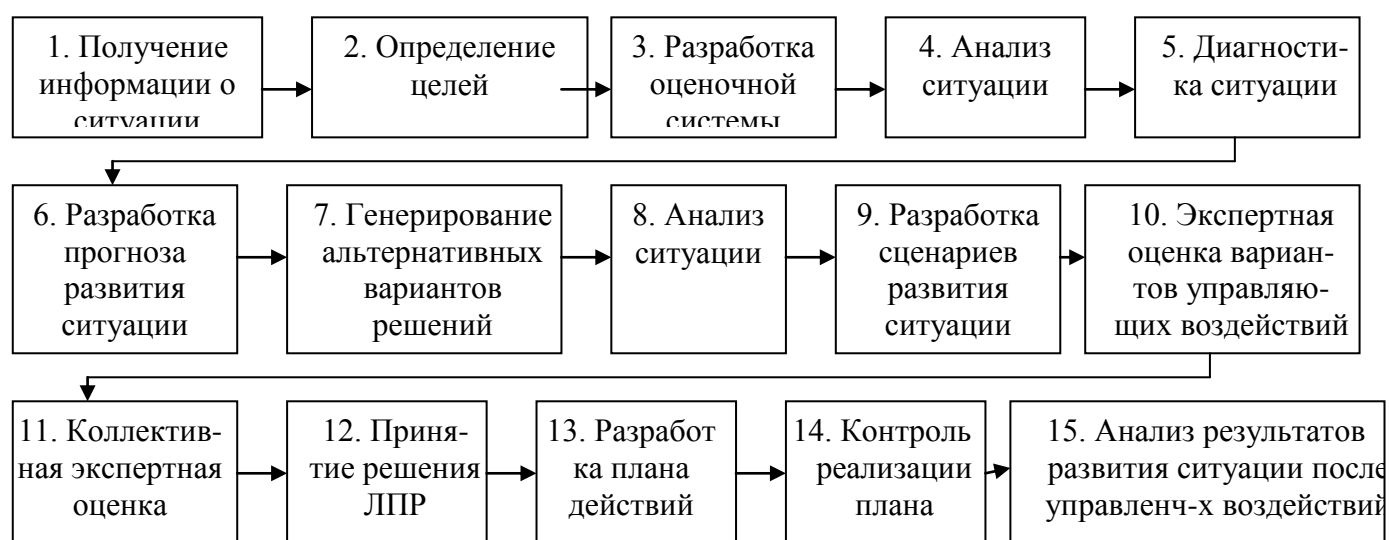 1. Получение
информации о
ситуации
2. Определение
целей
3. Разработка
оценочной
системы
4. Анализ
ситуации
5. Диагности-
ка ситуации
6. Разработка
прогноза
развития
ситуации
7. Генерирование
альтернативных
вариантов
решений
8. Анализ
ситуации
9. Разработка
сценариев
развития
ситуации
10. Экспертная
оценка вариан-
тов управляю-
щих воздействий
11. Коллектив-
ная экспертная
оценка
12. Приня-
тие решения
ЛПР
13. Разработ
ка плана
действий
14. Контроль
реализации
плана
15. Анализ результатов
развития ситуации после
управленч-х воздействий